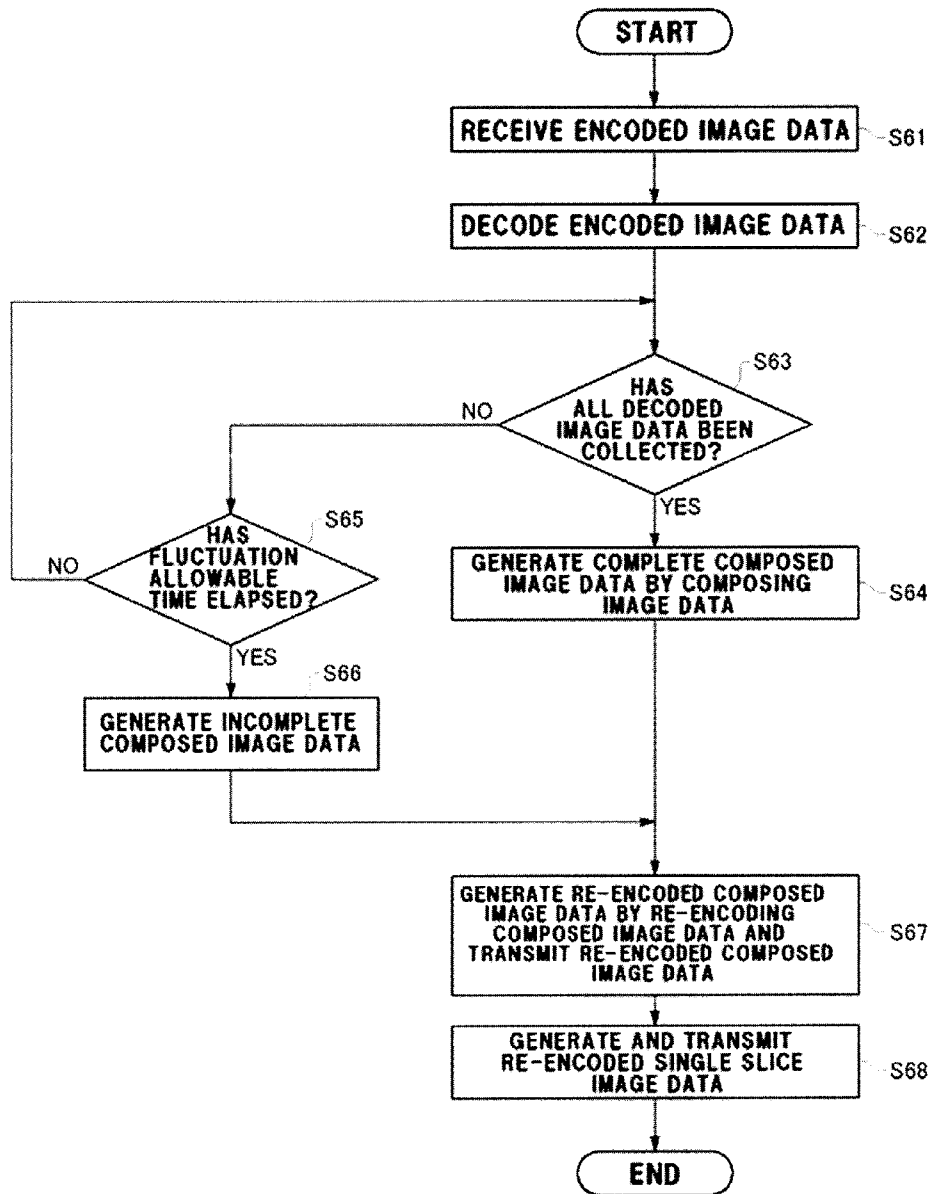 START
RECEIVE ENCODED IMAGE DATA
S61
DECODE ENCODED IMAGE DATA
S62
S63
HAS
ALL DECODED
IMAGE DATA BEEN
COLLECTED?
NO
YES
S65
HAS
FLUCTUATION
ALLOWABLE
TIME ELAPSED?
NO
YES
GENERATE COMPLETE COMPOSED
IMAGE DATA BY COMPOSING
IMAGE DATA
S64
S66
GENERATE INCOMPLETE
COMPOSED IMAGE DATA
GENERATE RE-ENCODED COMPOSED
IMAGE DATA BY RE-ENCODING
COMPOSED IMAGE DATA AND
TRANSMIT RE-ENCODED COMPOSED
IMAGE DATA
S67
GENERATE AND TRANSMIT
RE-ENCODED SINGLE SLICE
IMAGE DATA
S68
END